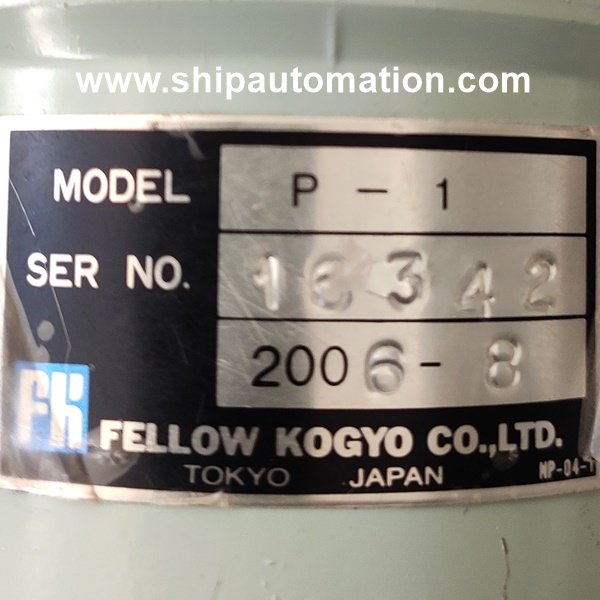 www.shipautomation.com
MODEL P - 1
SER NO. 16342
2006 - 8
FK FELLOW KOGYO CO.,LTD.
TOKYO JAPAN NP-04-1